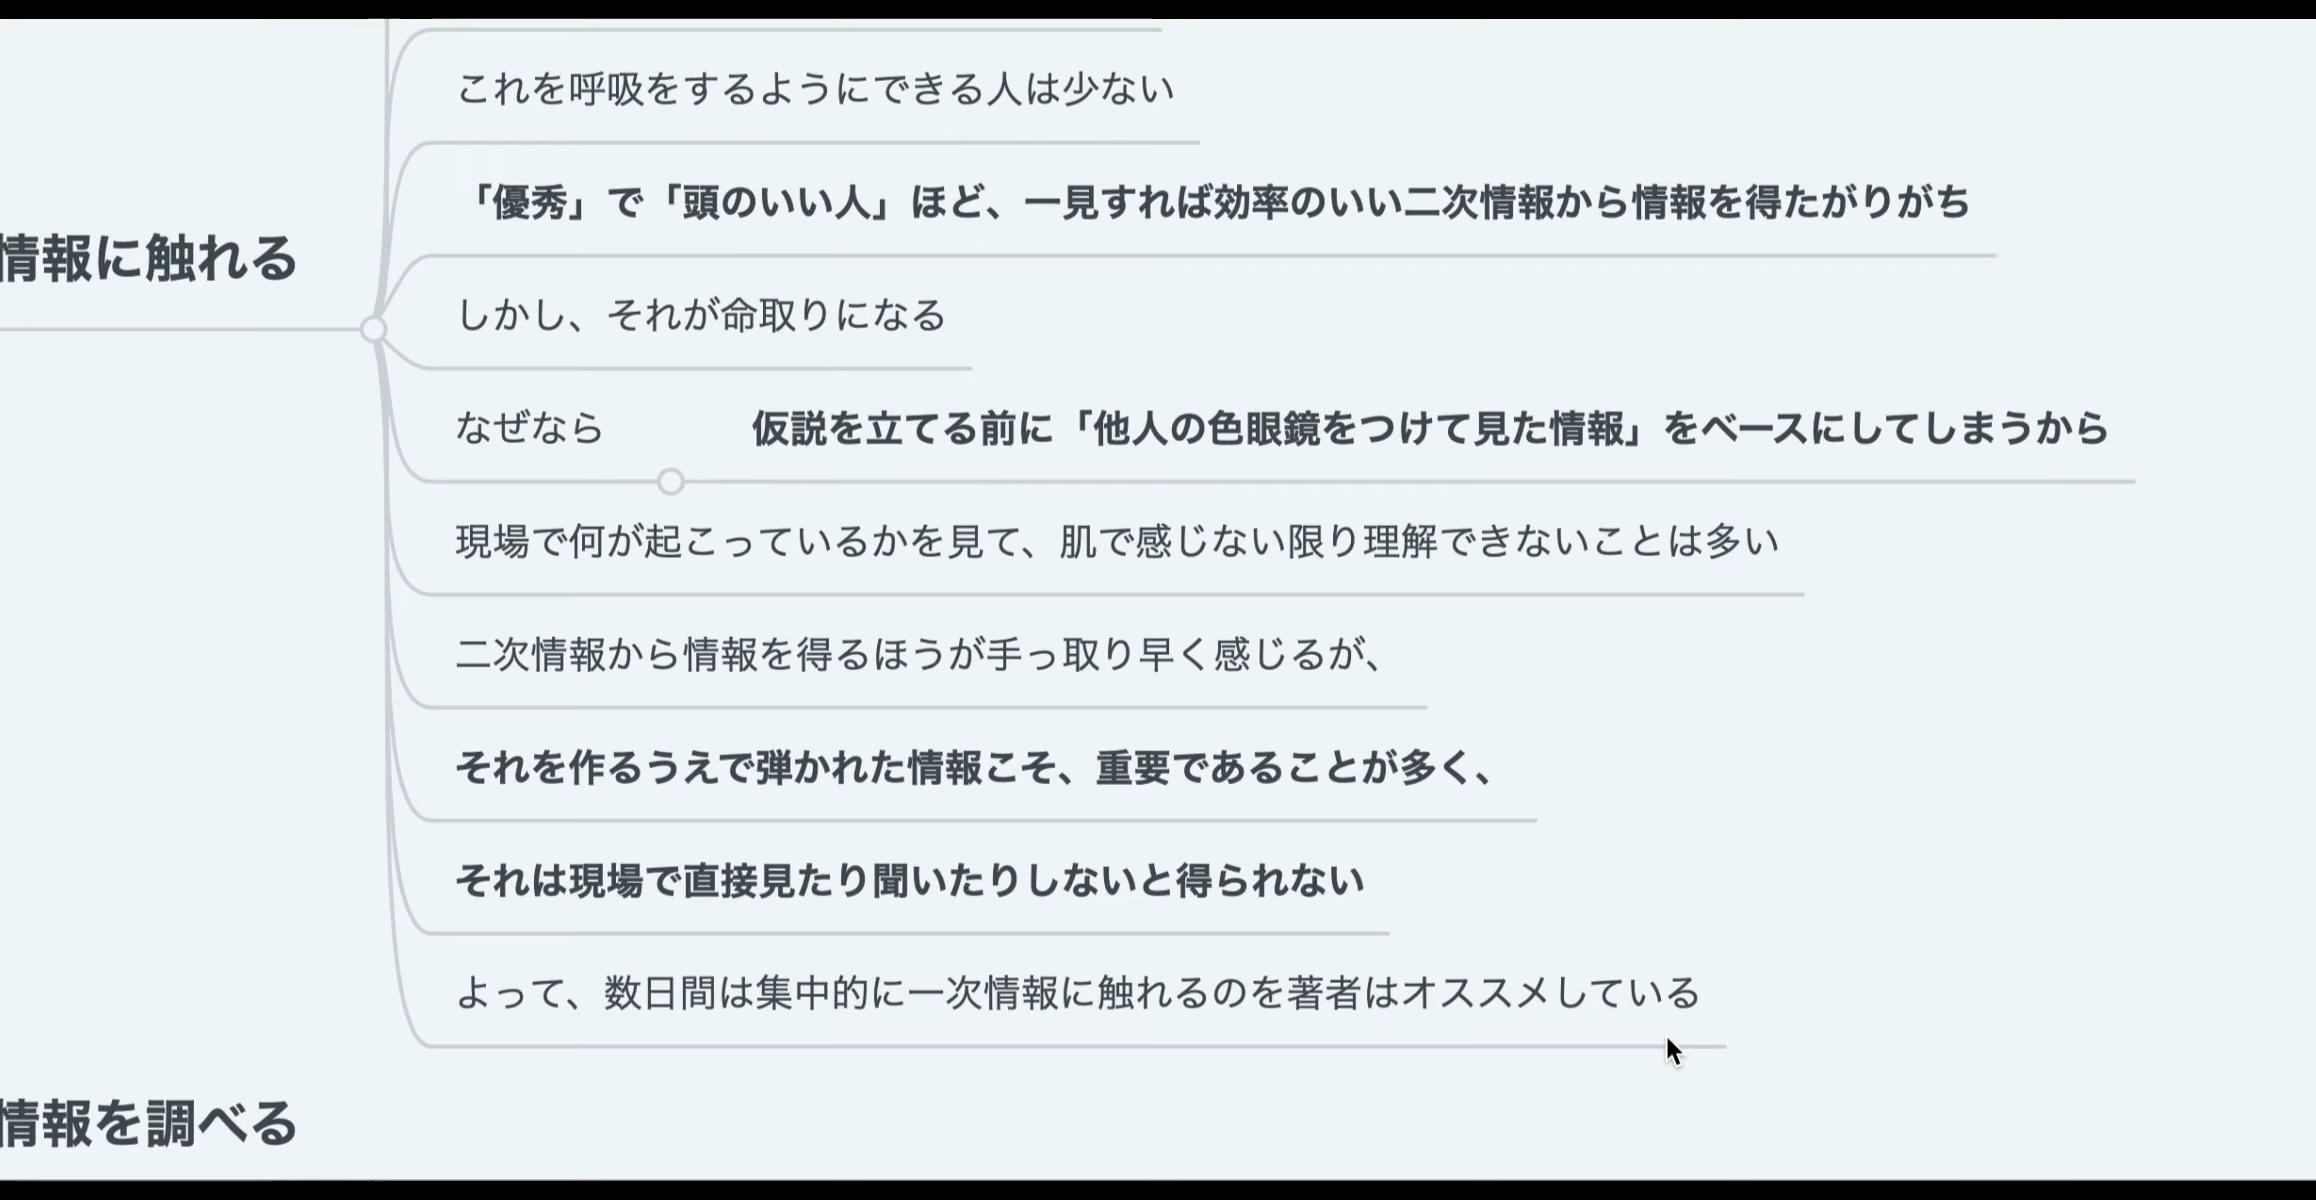 これを呼吸をするようにできる人は少ない
「優秀」で「頭のいい人」ほど、一見すれば効率のいい二次情報から情報を得たがりがち
情報に触れる
しかし、それが命取りになる
なぜなら 仮説を立てる前に「他人の色眼鏡をつけて見た情報」をベースにしてしまうから
現場で何が起こっているかを見て、肌で感じない限り理解できないことは多い
二次情報から情報を得るほうが手っ取り早く感じるが、
それを作るうえで弾かれた情報こそ、重要であることが多く、
それは現場で直接見たり聞いたりしないと得られない
よって、数日間は集中的に一次情報に触れるのを著者はオススメしている
情報を調べる